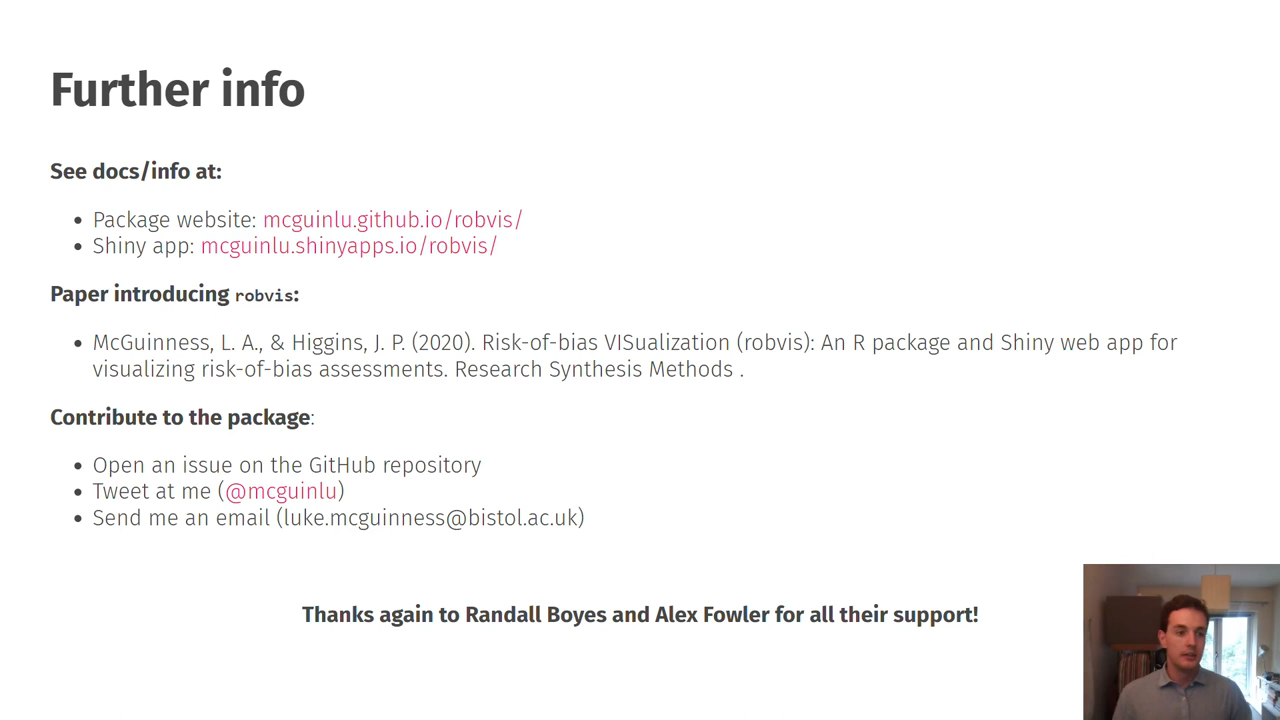 Further info
See docs/info at:
Package website: mcguinlu.github.io/robvis/
Shiny app: mcguinlu.shinyapps.io/robvis/
Paper introducing robvis:
McGuinness, L. A., & Higgins, J. P. (2020). Risk-of-bias VISualization (robvis): An R package and Shiny web app for
visualizing risk-of-bias assessments. Research Synthesis Methods .
Contribute to the package:
Open an issue on the GitHub repository
Tweet at me (@mcguinlu)
Send me an email (luke.mcguinness@bistol.ac.uk)
Thanks again to Randall Boyes and Alex Fowler for all their support!